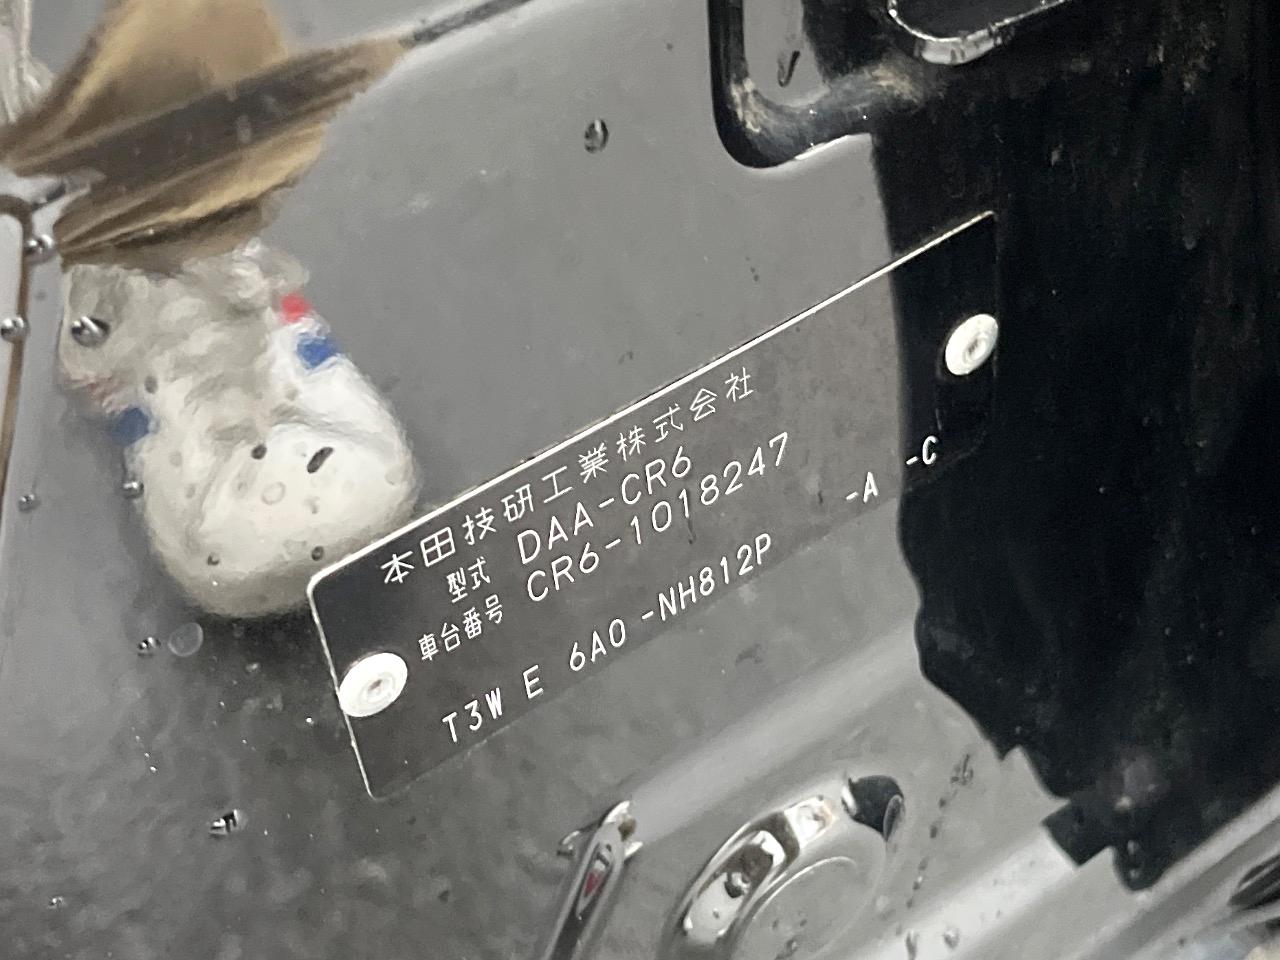 本田技研工業株式会社
型式 DAA-CR6
車台番号 CR6-1018247
T3W E 6AO -NH812P -A -C